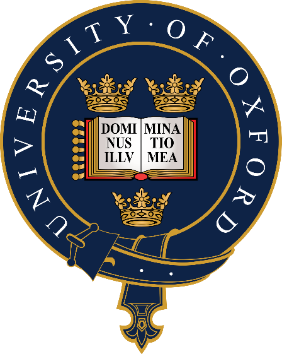 UNIVERSITY·OF·OXFORD
DOMI MINA
NUS TIO
ILLV MEA